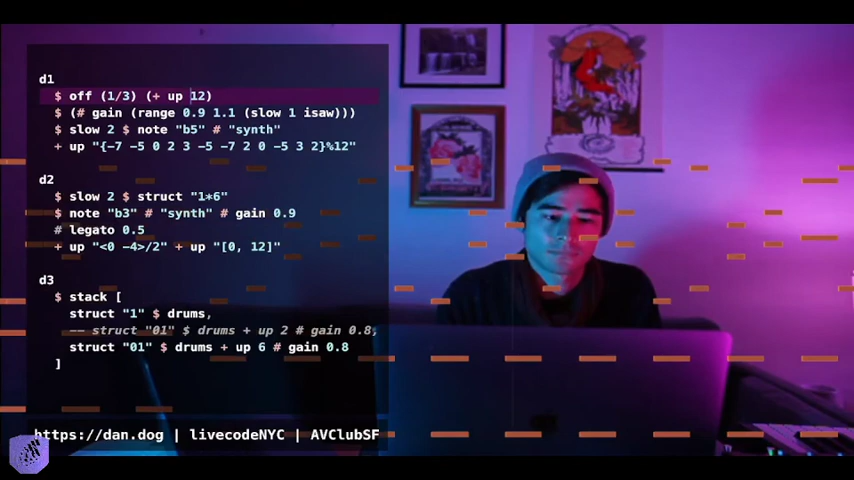 d1
$ off (1/3) (+ up 12)
$ (# gain (range 0.9 1.1 (slow 1 isaw)))
$ slow 2 $ note "b5" # "synth"
+ up "{-7 -5 0 2 3 -5 -7 2 0 -5 3 2}%12"
d2
$ slow 2 $ struct "1*6"
$ note "b3" # "synth" # gain 0.9
# legato 0.5
+ up "<0 -4>/2" + up "[0, 12]"
d3
$ stack [
struct "1" $ drums,
-- struct "01" $ drums + up 2 # gain 0.8,
struct "01" $ drums + up 6 # gain 0.8
]
https://dan.dog | livecodeNYC | AVClubSF